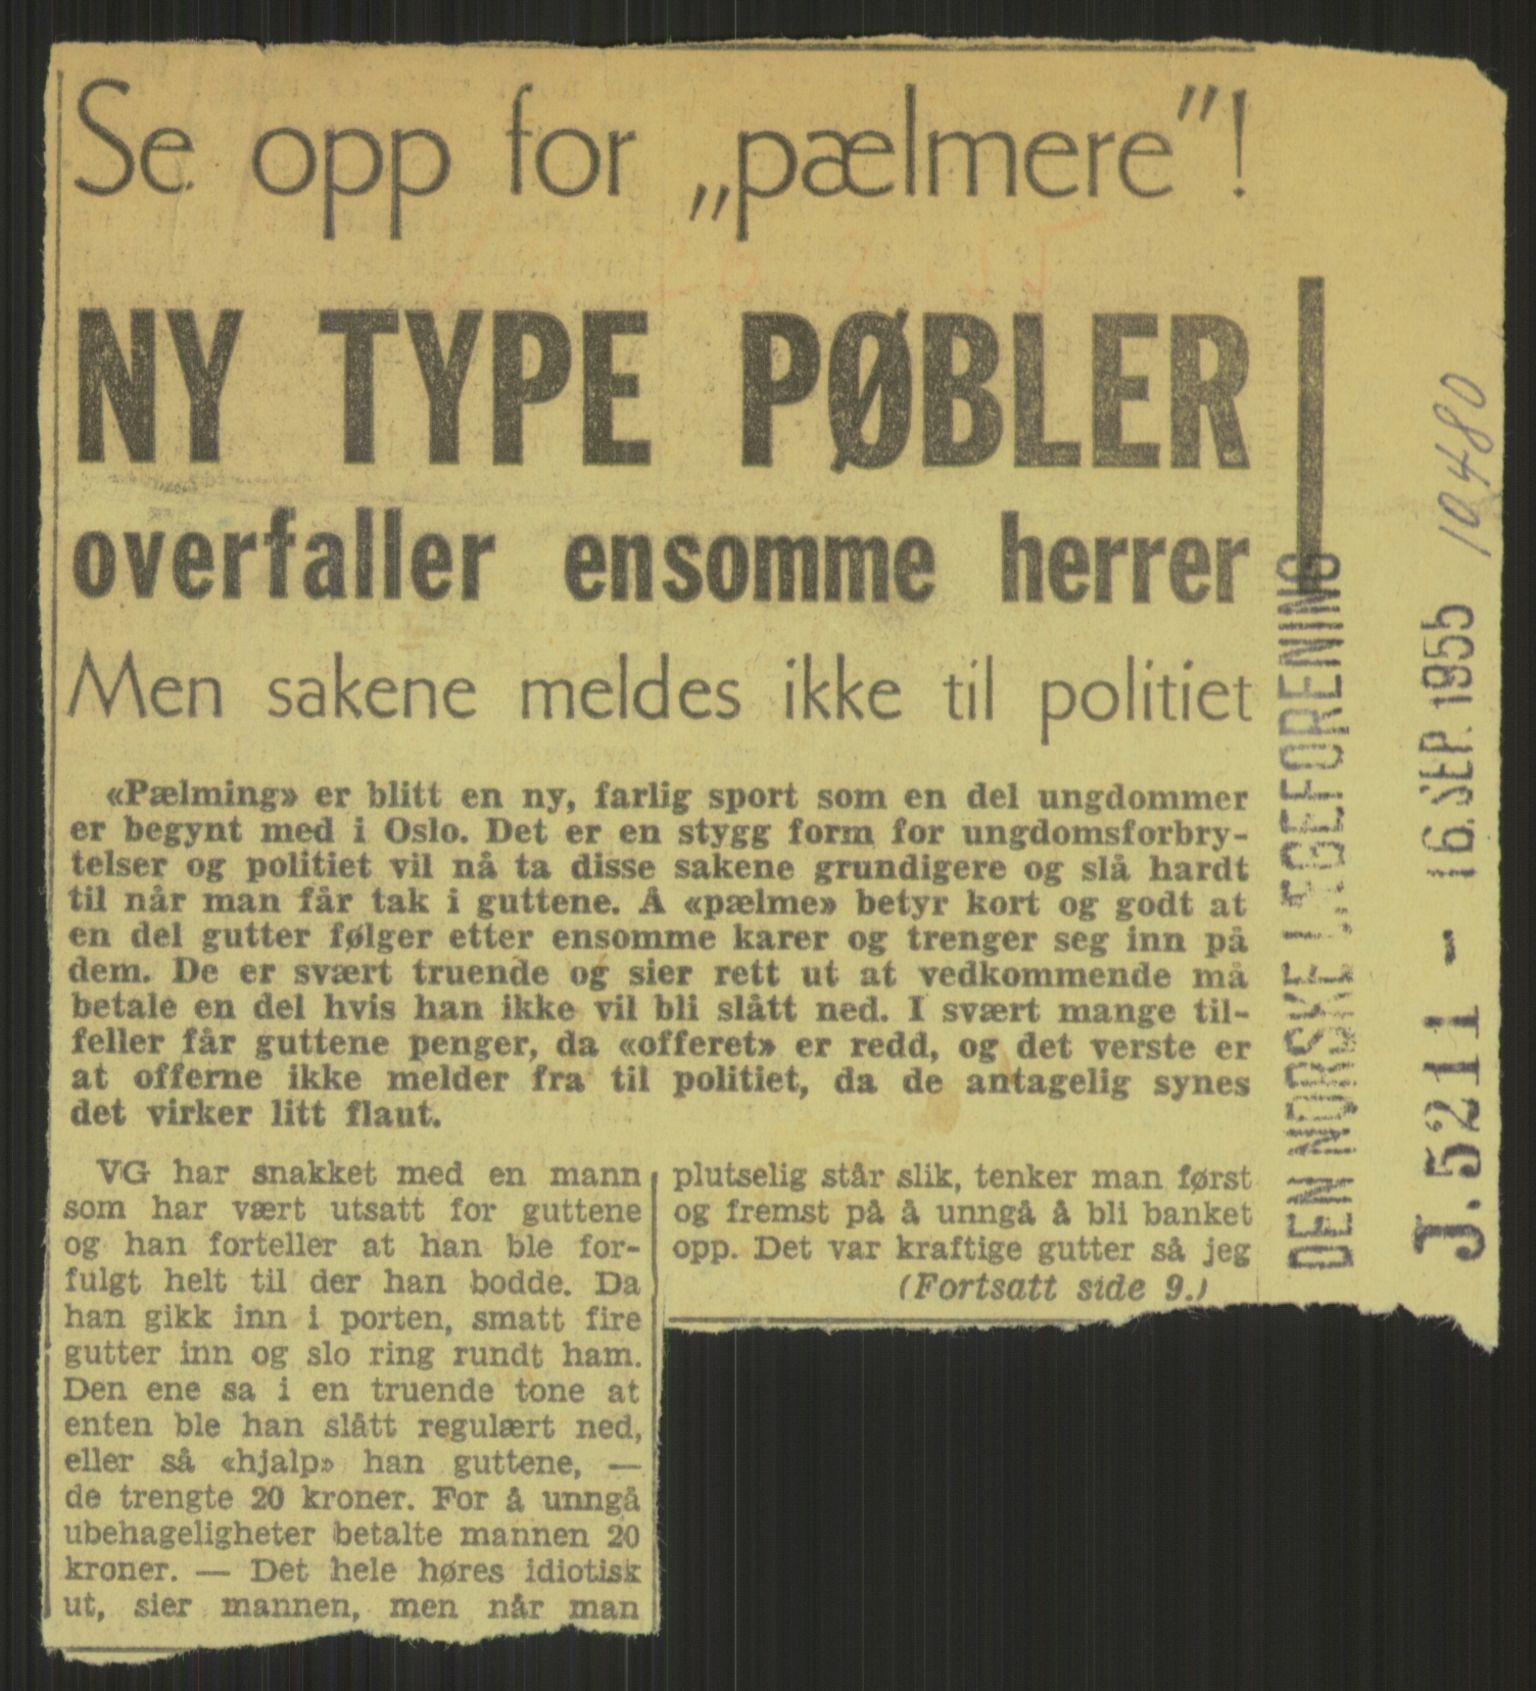 Se opp for „pælmere”!
NY TYPE PØBLER
overfaller ensomme herrer
Men sakene meldes ikke til politiet
«Pælming» er blitt en ny, farlig sport som en del ungdommer
er begynt med i Oslo. Det er en stygg form for ungdomsforbry-
telser og politiet vil nå ta disse sakene grundigere og slå hardt
til når man får tak i guttene. Å «pælme» betyr kort og godt at
en del gutter følger etter ensomme karer og trenger seg inn på
dem. De er svært truende og sier rett ut at vedkommende må
betale en del hvis han ikke vil bli slått ned. I svært mange til-
feller får guttene penger, da «offeret» er redd, og det verste er
at offerne ikke melder fra til politiet, da de antagelig synes
det virker litt flaut.
VG har snakket med en mann
som har vært utsatt for guttene
og han forteller at han ble for-
fulgt helt til der han bodde. Da
han gikk inn i porten, smatt fire
gutter inn og slo ring rundt ham.
Den ene sa i en truende tone at
enten ble han slått regulært ned,
eller så «hjalp» han guttene, —
de trengte 20 kroner. For å unngå
ubehageligheter betalte mannen 20
kroner. — Det hele høres idiotisk
ut, sier mannen, men når man
plutselig står slik, tenker man først
og fremst på å unngå å bli banket
opp. Det var kraftige gutter så jeg
(Fortsatt side 9.)
DEN NORSKE LÆGEFORENING
J.5211 - 16.SEP.1955
10480